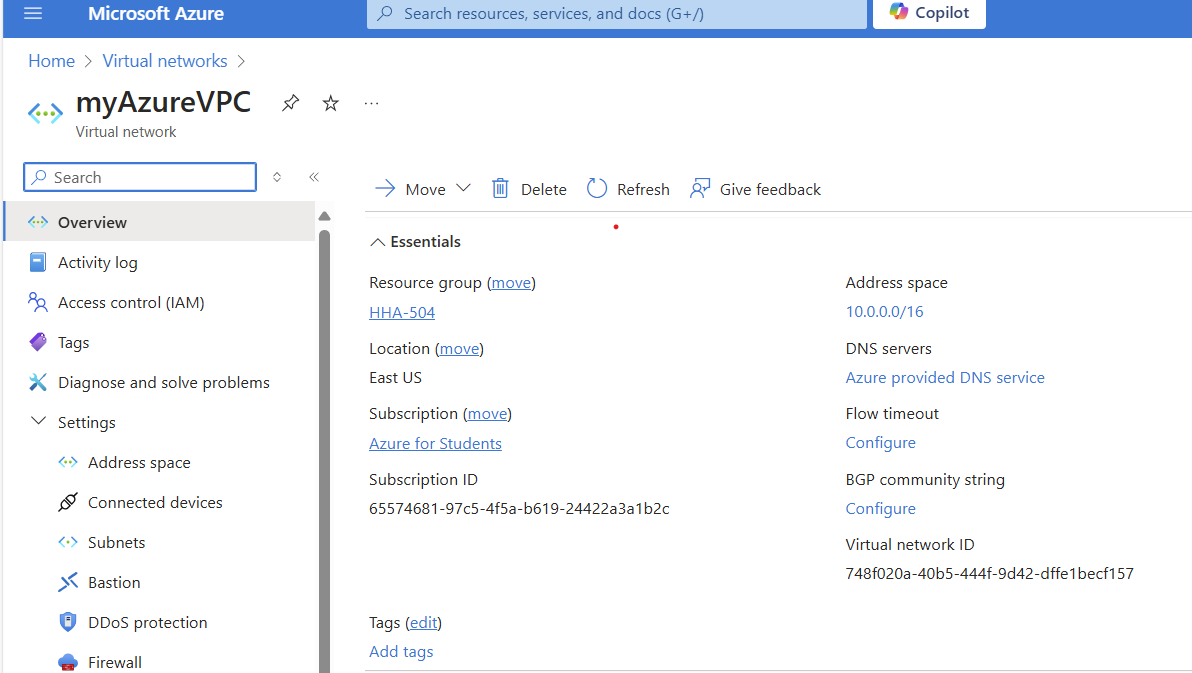 Microsoft Azure
Search resources, services, and docs (G+/)
Copilot
Home > Virtual networks >
myAzureVPC
Virtual network
Search
Overview
Activity log
Access control (IAM)
Tags
Diagnose and solve problems
Settings
Address space
Connected devices
Subnets
Bastion
DDoS protection
Firewall
Move
Delete
Refresh
Give feedback
Essentials
Resource group (move)
HHA-504
Location (move)
East US
Subscription (move)
Azure for Students
Subscription ID
65574681-97c5-4f5a-b619-24422a3a1b2c
Address space
10.0.0.0/16
DNS servers
Azure provided DNS service
Flow timeout
Configure
BGP community string
Configure
Virtual network ID
748f020a-40b5-444f-9d42-dffe1becf157
Tags (edit)
Add tags